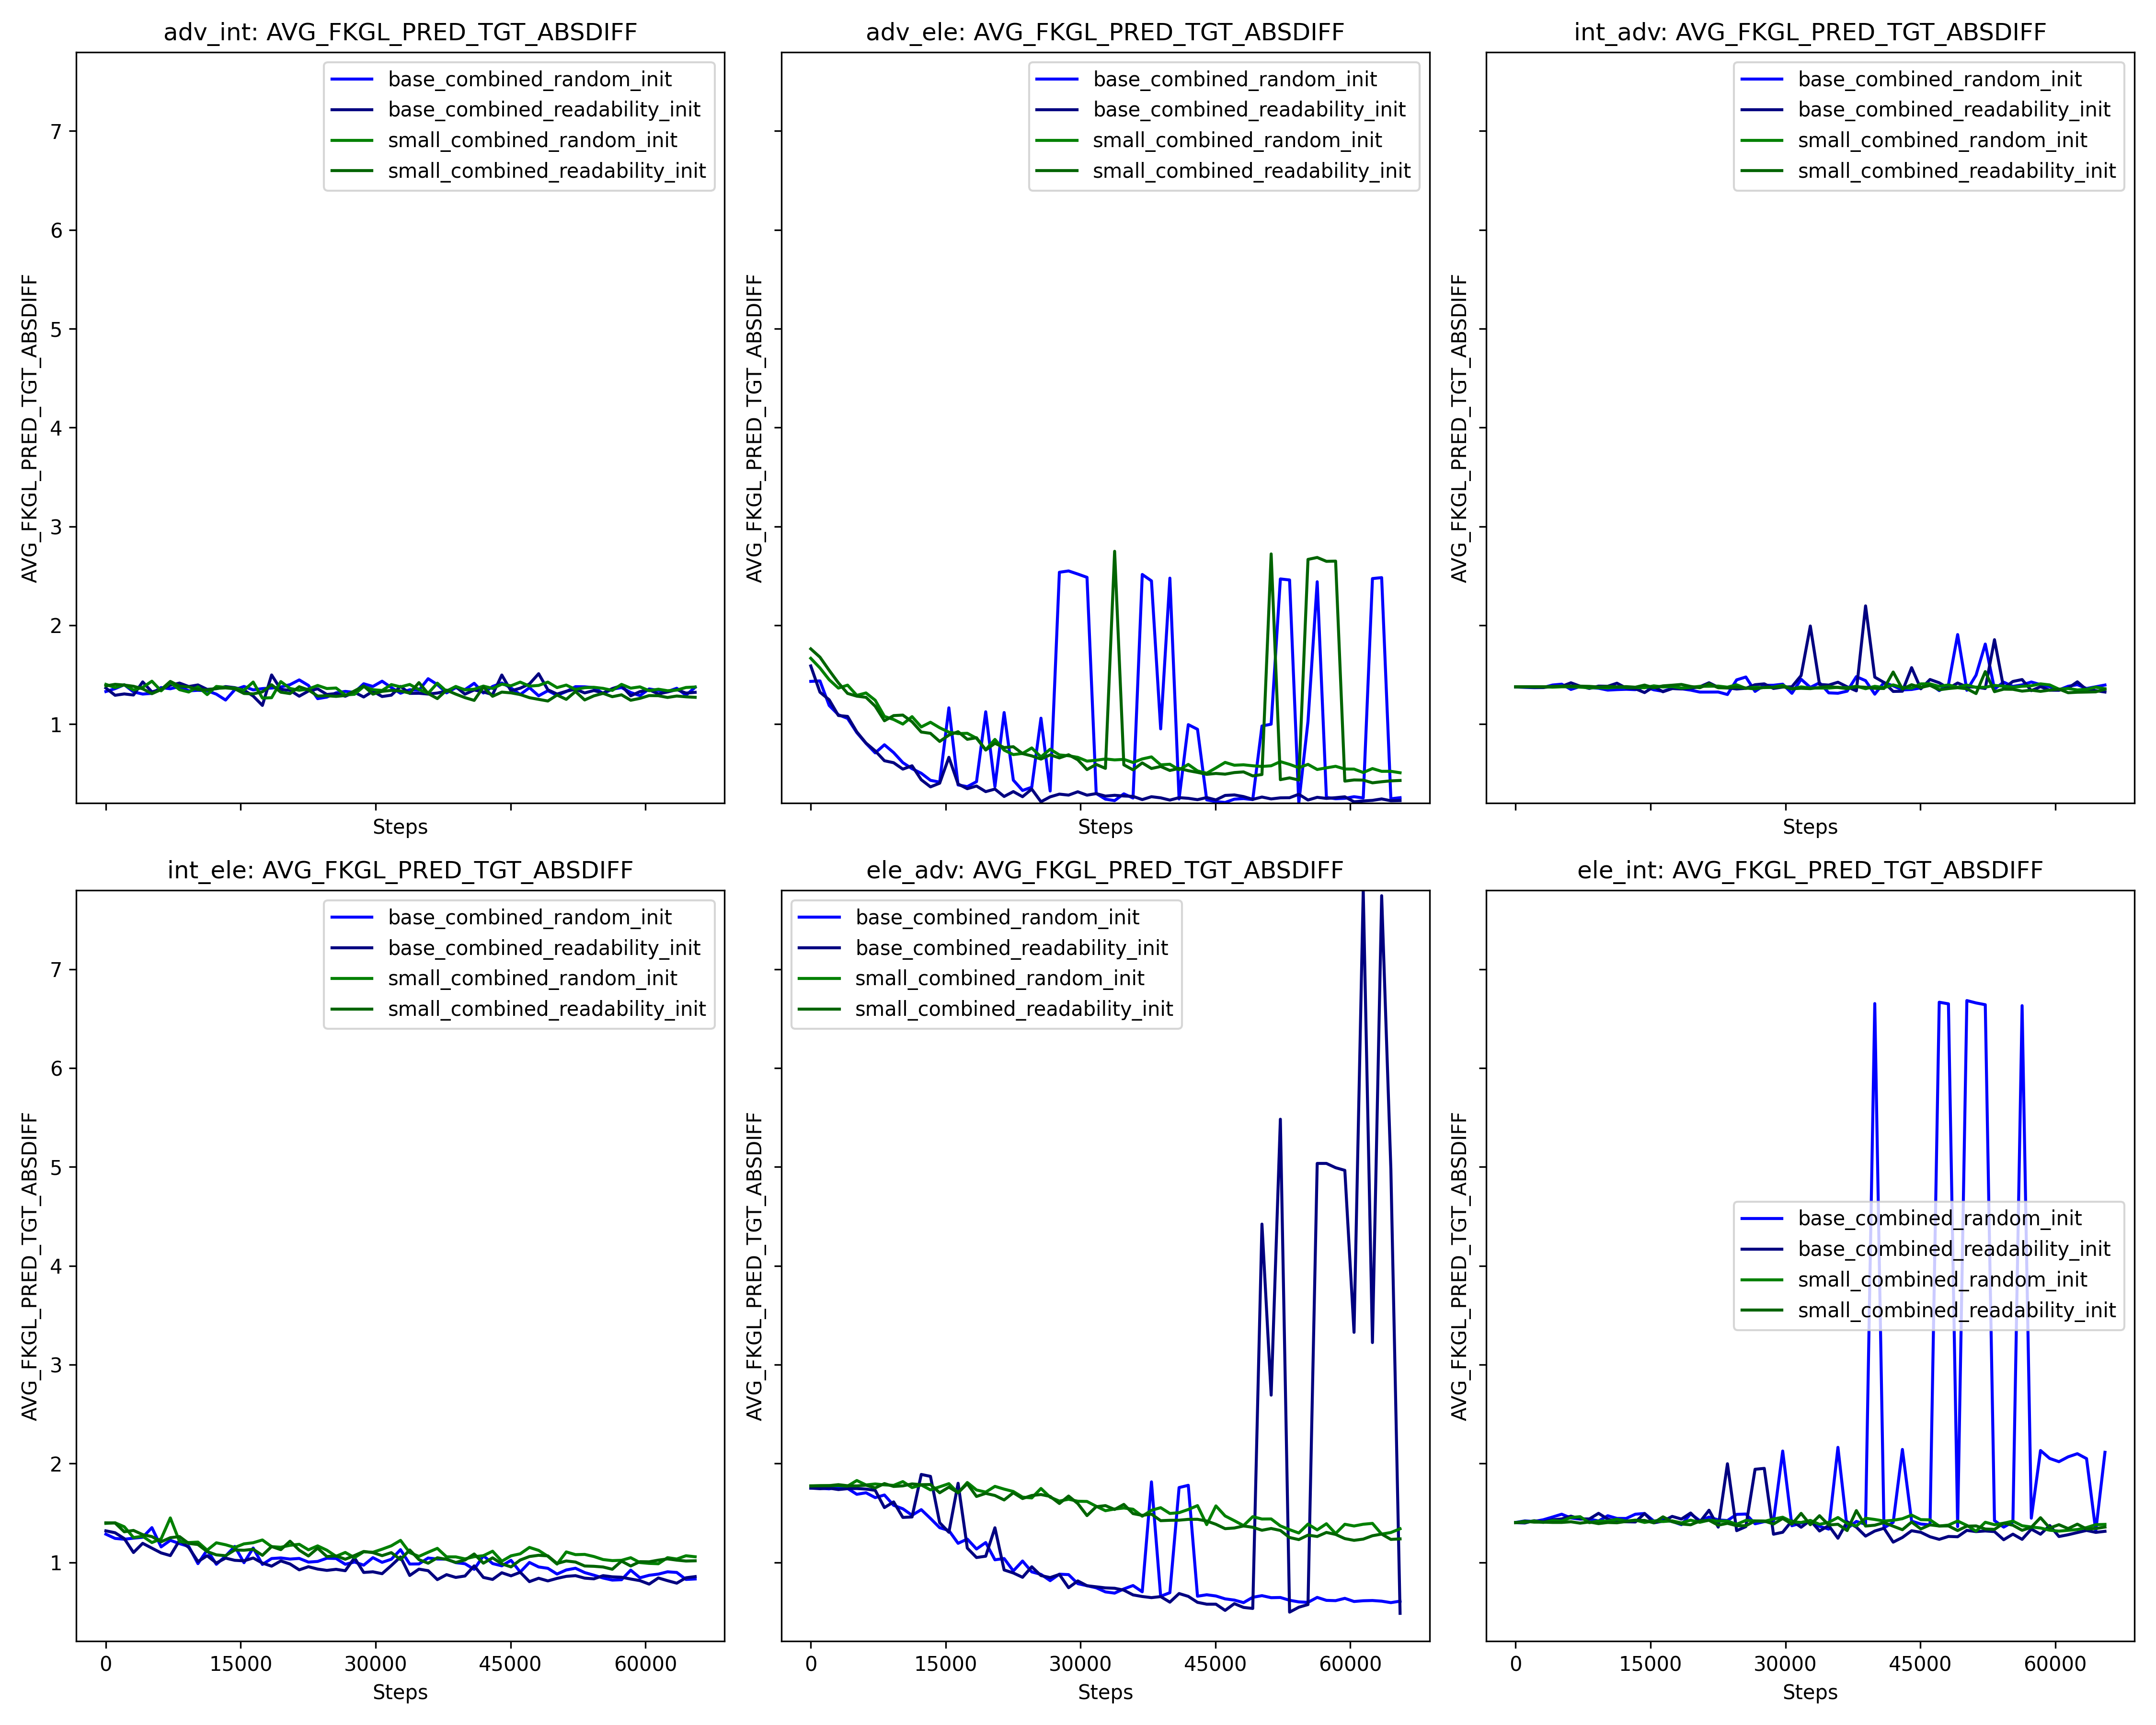 adv_int: AVG_FKGL_PRED_TGT_ABSDIFF
AVG_FKGL_PRED_TGT_ABSDIFF
7
6
5
4
3
2
1
base_combined_random_init
base_combined_readability_init
small_combined_random_init
small_combined_readability_init
Steps
adv_ele: AVG_FKGL_PRED_TGT_ABSDIFF
AVG_FKGL_PRED_TGT_ABSDIFF
base_combined_random_init
base_combined_readability_init
small_combined_random_init
small_combined_readability_init
Steps
int_adv: AVG_FKGL_PRED_TGT_ABSDIFF
AVG_FKGL_PRED_TGT_ABSDIFF
base_combined_random_init
base_combined_readability_init
small_combined_random_init
small_combined_readability_init
Steps
int_ele: AVG_FKGL_PRED_TGT_ABSDIFF
AVG_FKGL_PRED_TGT_ABSDIFF
7
6
5
4
3
2
1
base_combined_random_init
base_combined_readability_init
small_combined_random_init
small_combined_readability_init
0 15000 30000 45000 60000
Steps
ele_adv: AVG_FKGL_PRED_TGT_ABSDIFF
AVG_FKGL_PRED_TGT_ABSDIFF
base_combined_random_init
base_combined_readability_init
small_combined_random_init
small_combined_readability_init
0 15000 30000 45000 60000
Steps
ele_int: AVG_FKGL_PRED_TGT_ABSDIFF
AVG_FKGL_PRED_TGT_ABSDIFF
base_combined_random_init
base_combined_readability_init
small_combined_random_init
small_combined_readability_init
0 15000 30000 45000 60000
Steps